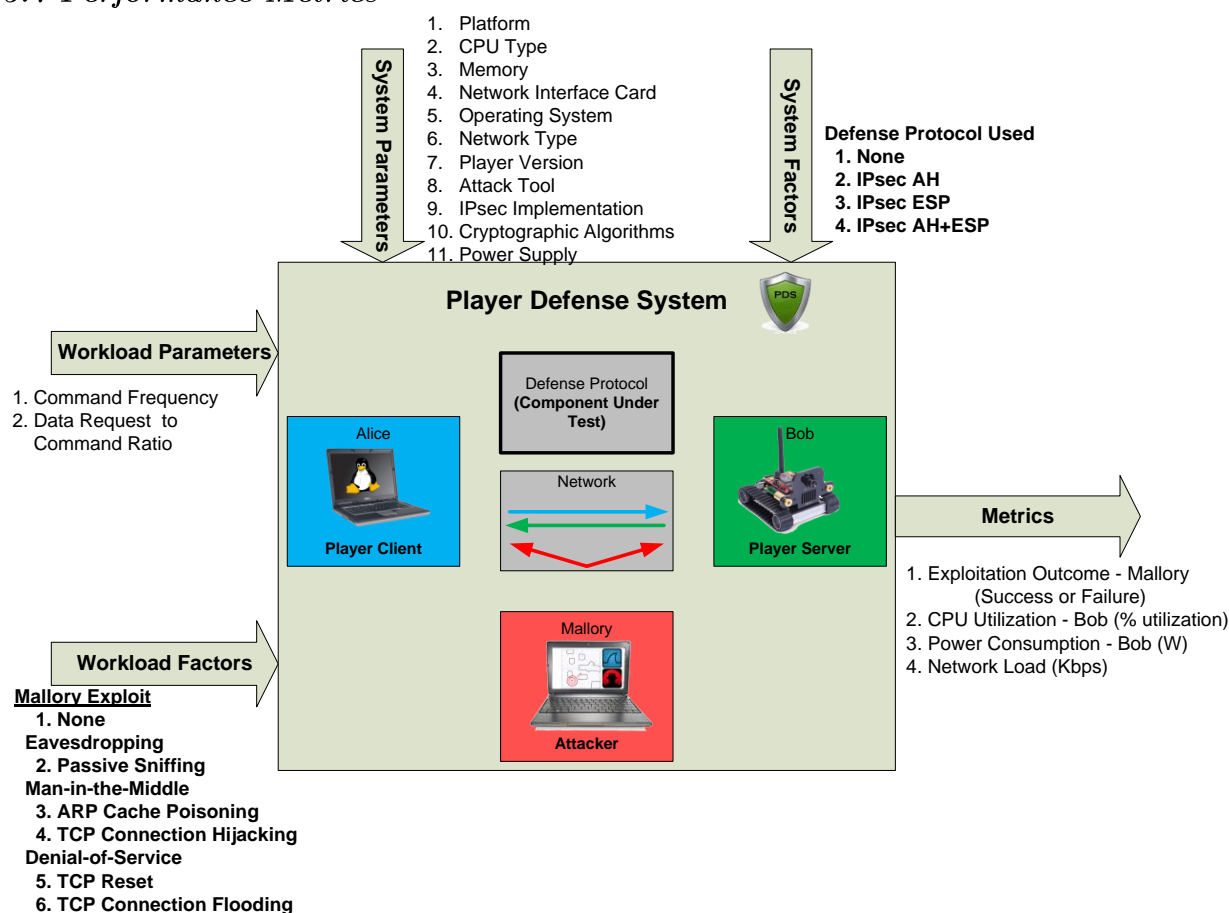 3.7 Performance Metrics
1. Platform
2. CPU Type
3. Memory
4. Network Interface Card
5. Operating System
6. Network Type
7. Player Version
8. Attack Tool
9. IPsec Implementation
10. Cryptographic Algorithms
11. Power Supply
System Parameters
System Factors
Defense Protocol Used
1. None
2. IPsec AH
3. IPsec ESP
4. IPsec AH+ESP
Player Defense System
PDS
Workload Parameters
1. Command Frequency
2. Data Request to
Command Ratio
Defense Protocol
(Component Under
Test)
Alice
Player Client
Network
Bob
Player Server
Metrics
1. Exploitation Outcome - Mallory
(Success or Failure)
2. CPU Utilization - Bob (% utilization)
3. Power Consumption - Bob (W)
4. Network Load (Kbps)
Mallory
Attacker
Workload Factors
Mallory Exploit
1. None
Eavesdropping
2. Passive Sniffing
Man-in-the-Middle
3. ARP Cache Poisoning
4. TCP Connection Hijacking
Denial-of-Service
5. TCP Reset
6. TCP Connection Flooding